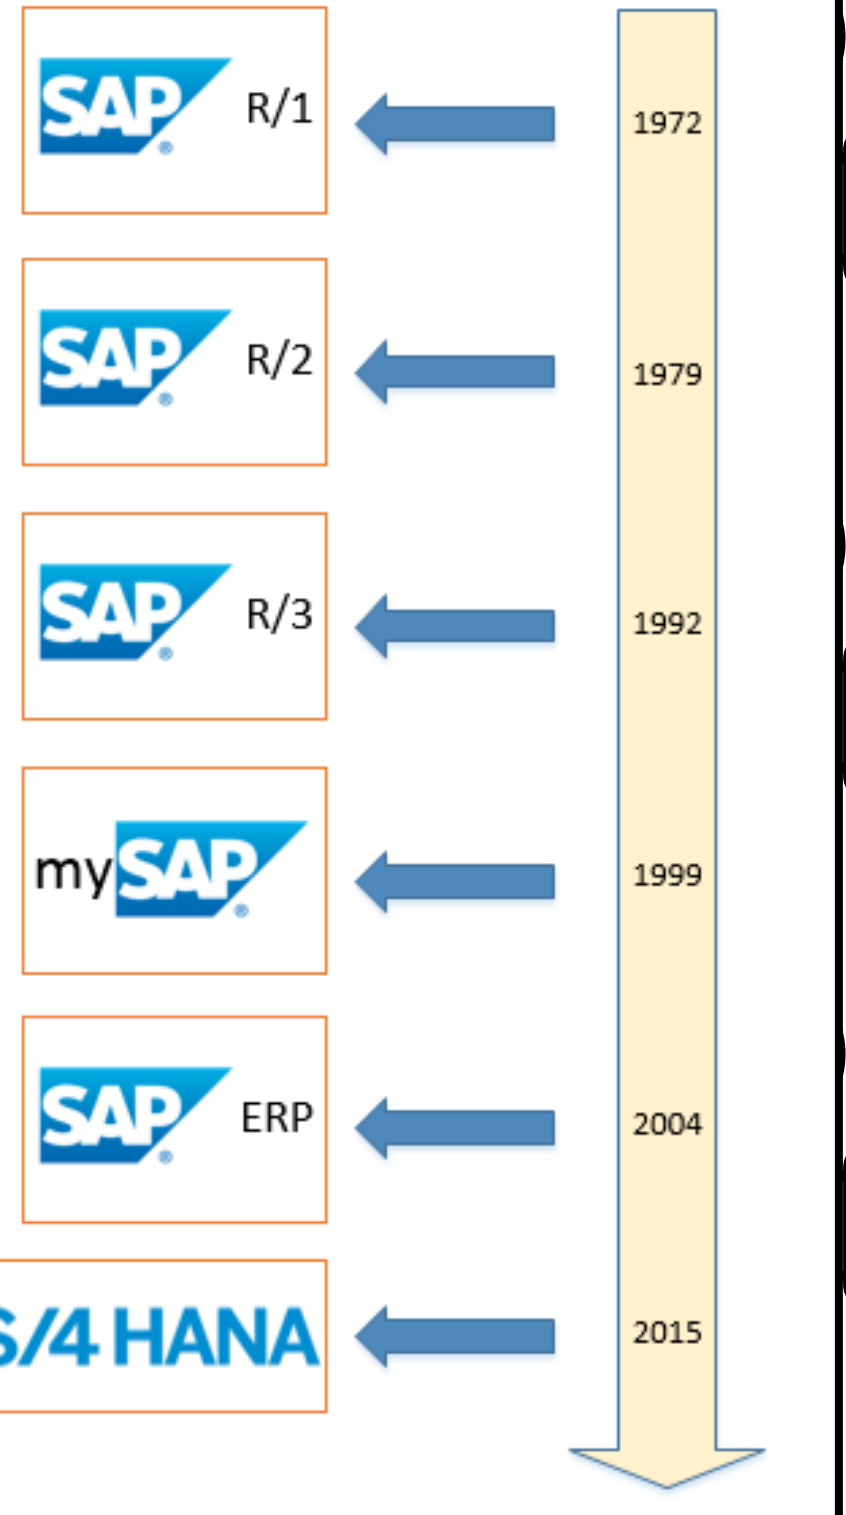 SAP® R/1
1972
SAP® R/2
1979
SAP® R/3
1992
mySAP®
1999
SAP® ERP
2004
S/4 HANA
2015